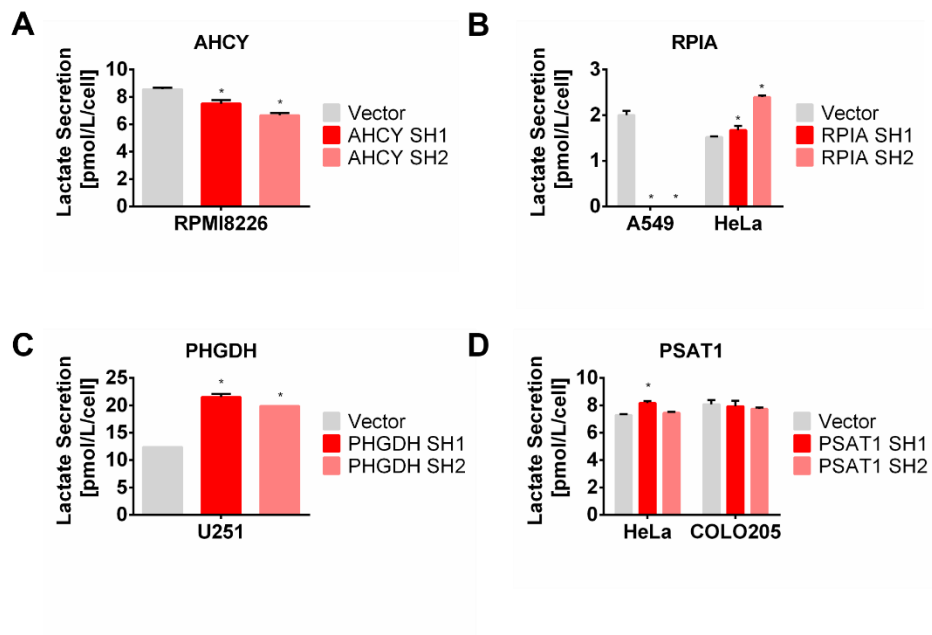 A
AHCY
Lactate Secretion
[pmol/L/cell]
10
8
6
4
2
0
* *
RPMI8226
Vector
AHCY SH1
AHCY SH2
B
RPIA
Lactate Secretion
[pmol/L/cell]
3
2
1
0
* * * *
A549 HeLa
Vector
RPIA SH1
RPIA SH2
C
PHGDH
Lactate Secretion
[pmol/L/cell]
25
20
15
10
5
0
* *
U251
Vector
PHGDH SH1
PHGDH SH2
D
PSAT1
Lactate Secretion
[pmol/L/cell]
10
8
6
4
2
0
*
HeLa COLO205
Vector
PSAT1 SH1
PSAT1 SH2